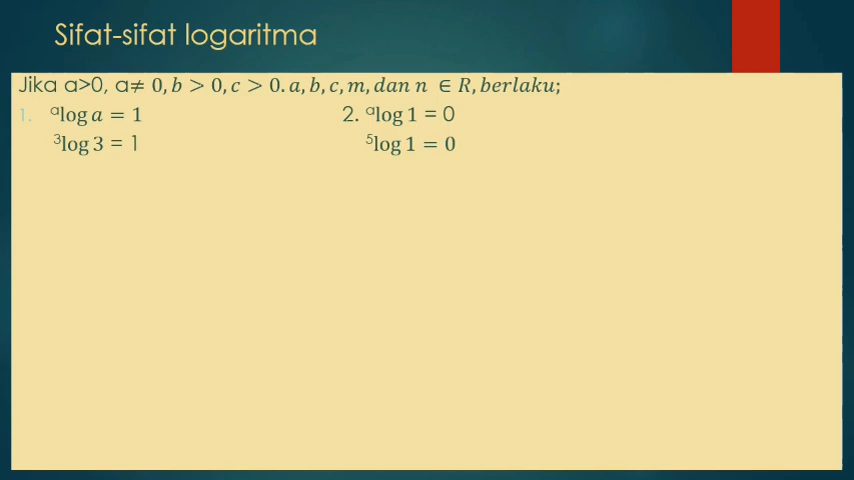 Sifat-sifat logaritma
Jika a>0, a≠ 0, b > 0, c > 0. a, b, c, m, dan n ∈ R, berlaku;
1. ᵃlog a = 1 2. ᵃlog 1 = 0
³log 3 = 1 ⁵log 1 = 0